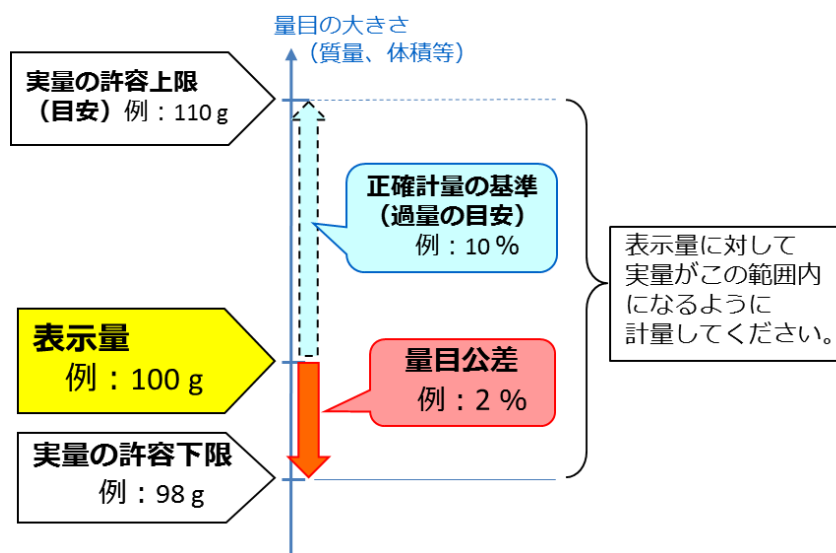 量目の大きさ
（質量、体積等）
実量の許容上限
（目安）例：110 g
正確計量の基準
（過量の目安）
例：10 %
表示量に対して
実量がこの範囲内
になるように
計量してください。
表示量
例：100 g
量目公差
例：2 %
実量の許容下限
例：98 g